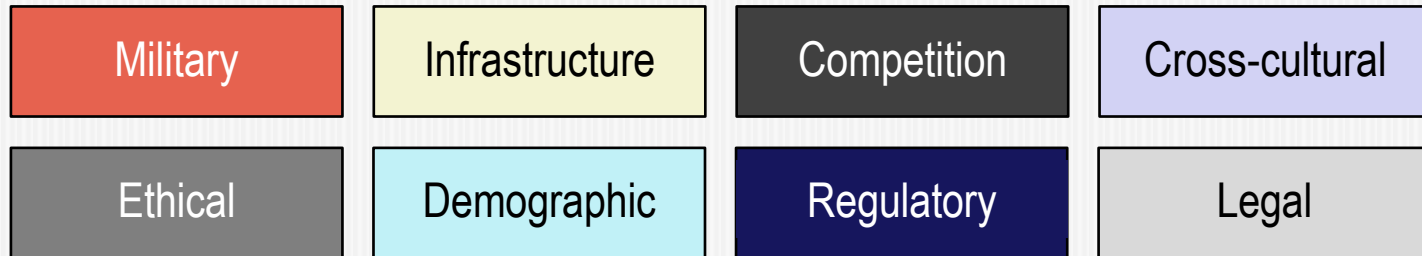 Military Infrastructure Competition Cross-cultural
Ethical Demographic Regulatory Legal